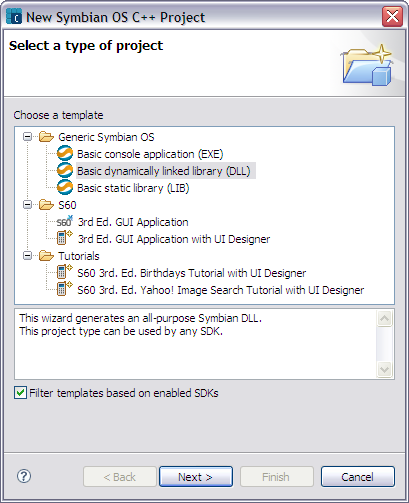 New Symbian OS C++ Project
Select a type of project
Choose a template
Generic Symbian OS
Basic console application (EXE)
Basic dynamically linked library (DLL)
Basic static library (LIB)
S60
3rd Ed. GUI Application
3rd Ed. GUI Application with UI Designer
Tutorials
S60 3rd. Ed. Birthdays Tutorial with UI Designer
S60 3rd. Ed. Yahoo! Image Search Tutorial with UI Designer
This wizard generates an all-purpose Symbian DLL.
This project type can be used by any SDK.
Filter templates based on enabled SDKs
? < Back Next > Finish Cancel